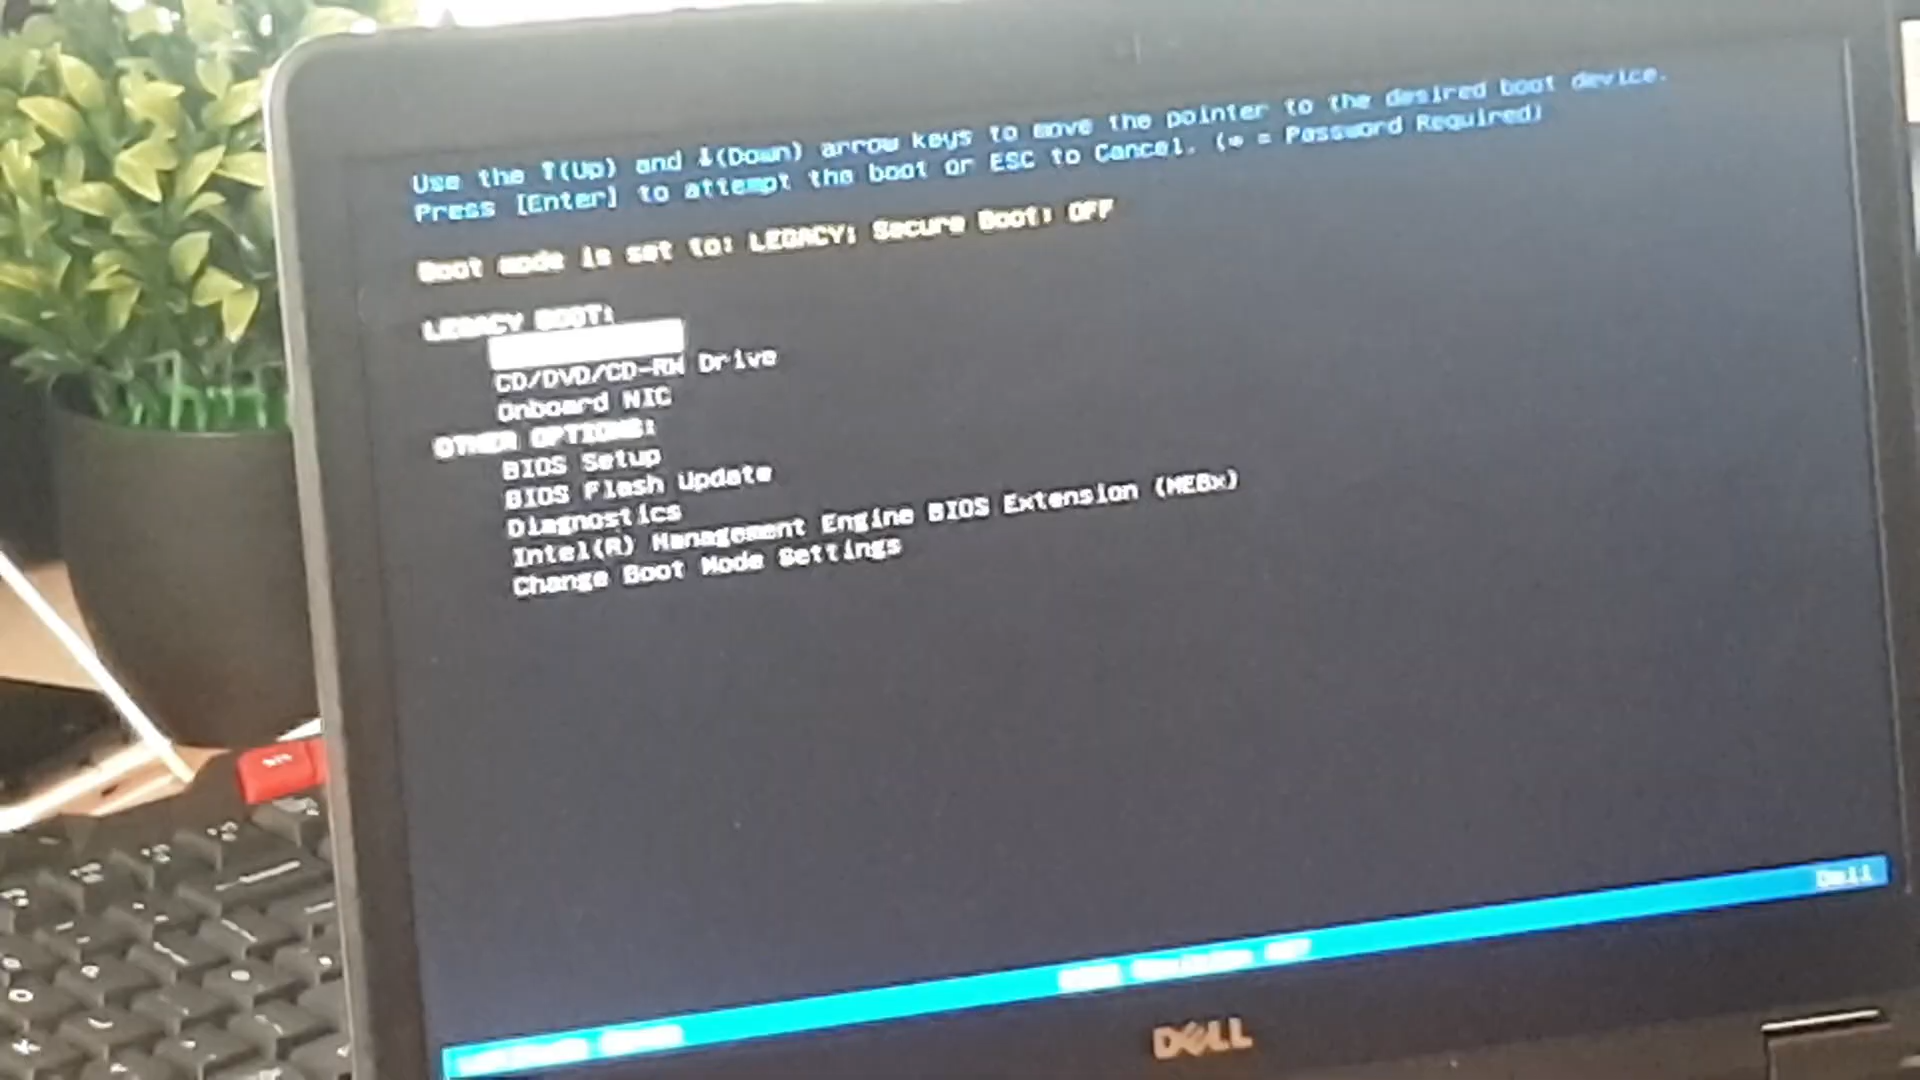 Use the ↑(Up) and ↓(Down) arrow keys to move the pointer to the desired boot device.
Press [Enter] to attempt the boot or ESC to Cancel. (* = Password Required)
Boot mode is set to: LEGACY; Secure Boot: OFF
LEGACY BOOT:
CD/DVD/CD-RW Drive
Onboard NIC
OTHER OPTIONS:
BIOS Setup
BIOS Flash Update
Diagnostics
Intel(R) Management Engine BIOS Extension (MEBx)
Change Boot Mode Settings
Dell
DELL